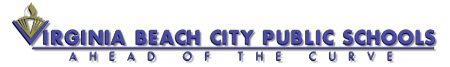 VIRGINIA BEACH CITY PUBLIC SCHOOLS
AHEAD OF THE CURVE